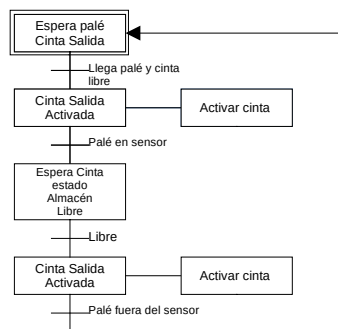 Espera palé
Cinta Salida
Llega palé y cinta
libre
Cinta Salida
Activada
Activar cinta
Palé en sensor
Espera Cinta
estado
Almacén
Libre
Libre
Cinta Salida
Activada
Activar cinta
Palé fuera del sensor